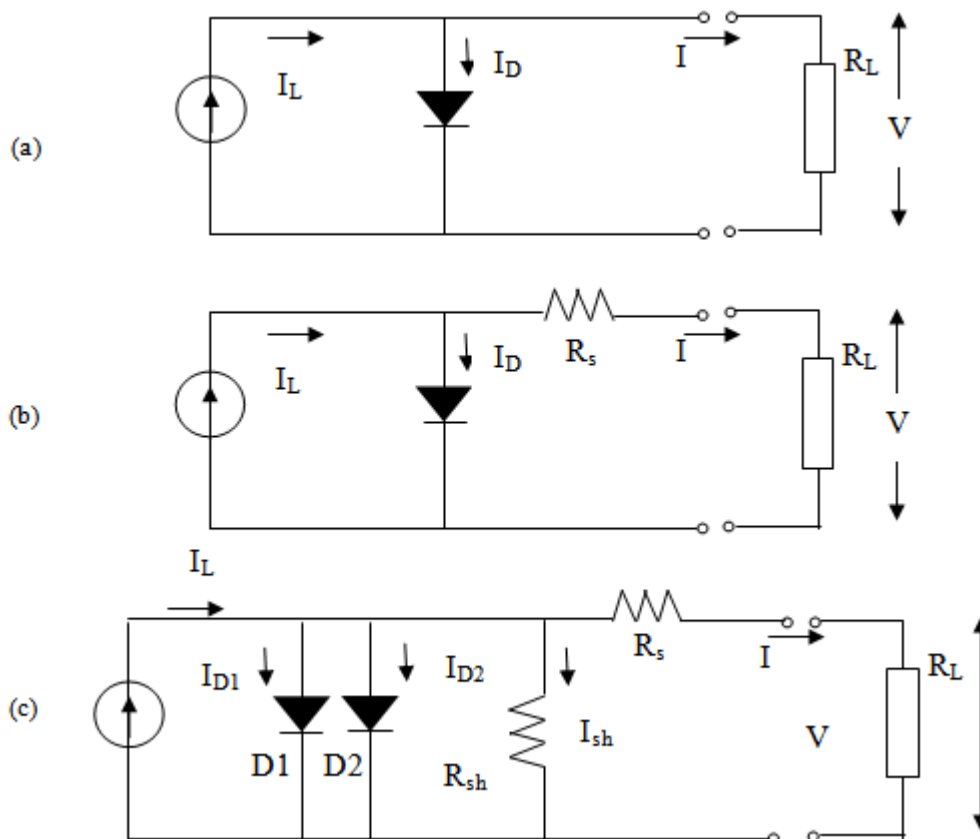 I_L I_D I R_L
(a) V
I_L I_D R_s I R_L
(b) V
I_L
I_D1 I_D2 R_s I R_L
(c) D1 D2 R_sh I_sh V